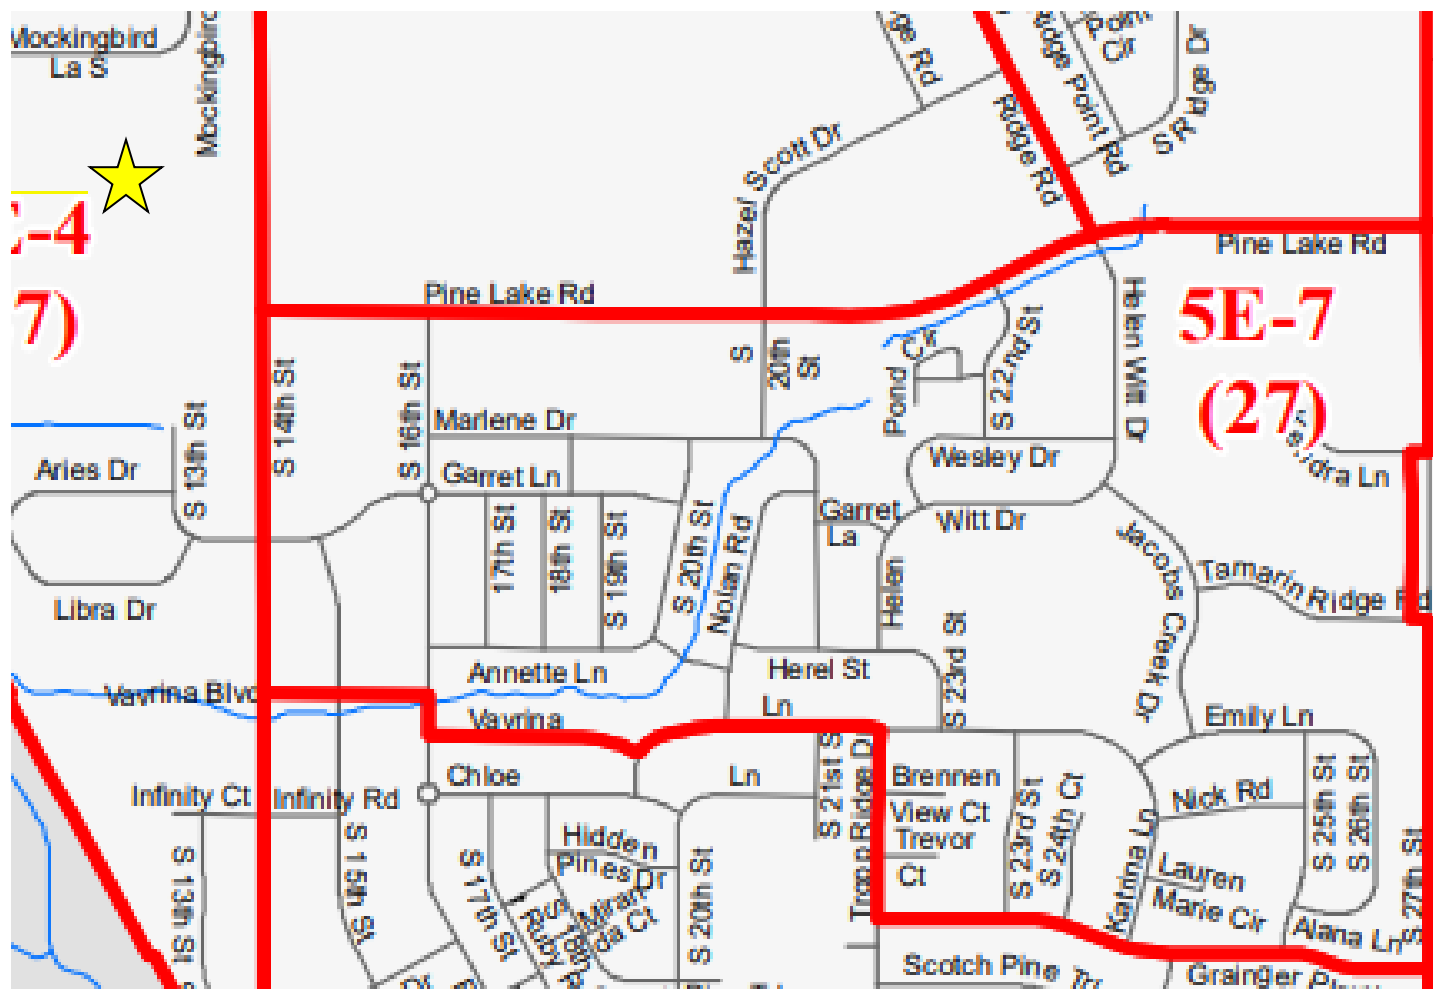 Mockingbird
La S
Mockingbird
Ridge Rd
Ridge Point Rd
S Ridge Dr
Hazel Scott Dr
Pine Lake Rd
Pine Lake Rd
5E-7
(27)
E-4
7)
S 14th St
S 16th St
S
20th
St
Pond Cir
S 22nd St
Helen Witt Dr
Marlene Dr
Aries Dr
S 13th St
Garret Ln
Wesley Dr
dra Ln
17th St
18th St
S 19th St
S 20th St
Nolan Rd
Garret
La
Witt Dr
Helen
Jacobs Creek Dr
Tamarin Ridge Rd
Libra Dr
Annette Ln
Herel St
S 23rd St
Vavrina Blvd
Vavrina
Ln
Emily Ln
Infinity Ct
Infinity Rd
Chloe
Ln
S 21st S
Ridge Dr
Brennen
View Ct
Trevor
Ct
S 23rd St
S 24th Ct
Katrina Ln
Nick Rd
S 25th St
S 26th St
S 27th St
Lauren
Marie Cir
Alana Ln
S 13th St
S 15th St
S 17th St
Hidden
Pines Dr
Miranda Ct
St
18th
Ruby
S 20th St
Dr
Scotch Pine Trl
Grainger